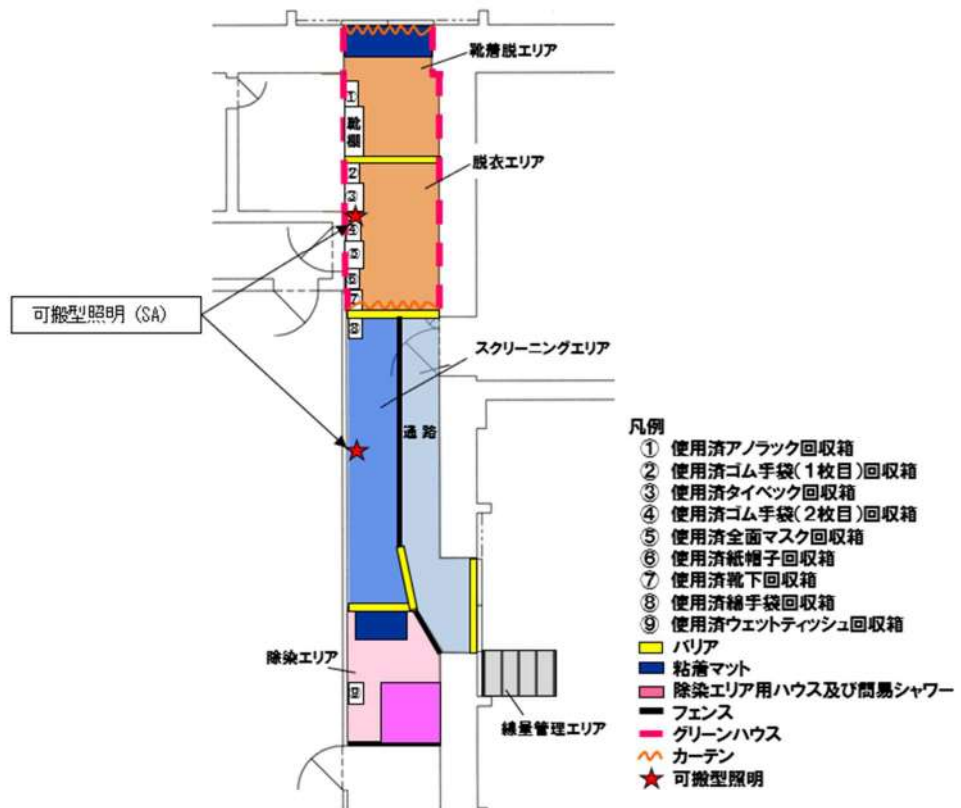 靴着脱エリア
①
靴棚
脱衣エリア
②
③
④
⑤
⑥
⑦
可搬型照明 (SA)
⑧
スクリーニングエリア
通路
除染エリア
⑨
線量管理エリア
凡例
① 使用済アノラック回収箱
② 使用済ゴム手袋(1枚目)回収箱
③ 使用済タイベック回収箱
④ 使用済ゴム手袋(2枚目)回収箱
⑤ 使用済全面マスク回収箱
⑥ 使用済紙帽子回収箱
⑦ 使用済靴下回収箱
⑧ 使用済綿手袋回収箱
⑨ 使用済ウェットティッシュ回収箱
バリア
粘着マット
除染エリア用ハウス及び簡易シャワー
フェンス
グリーンハウス
カーテン
可搬型照明